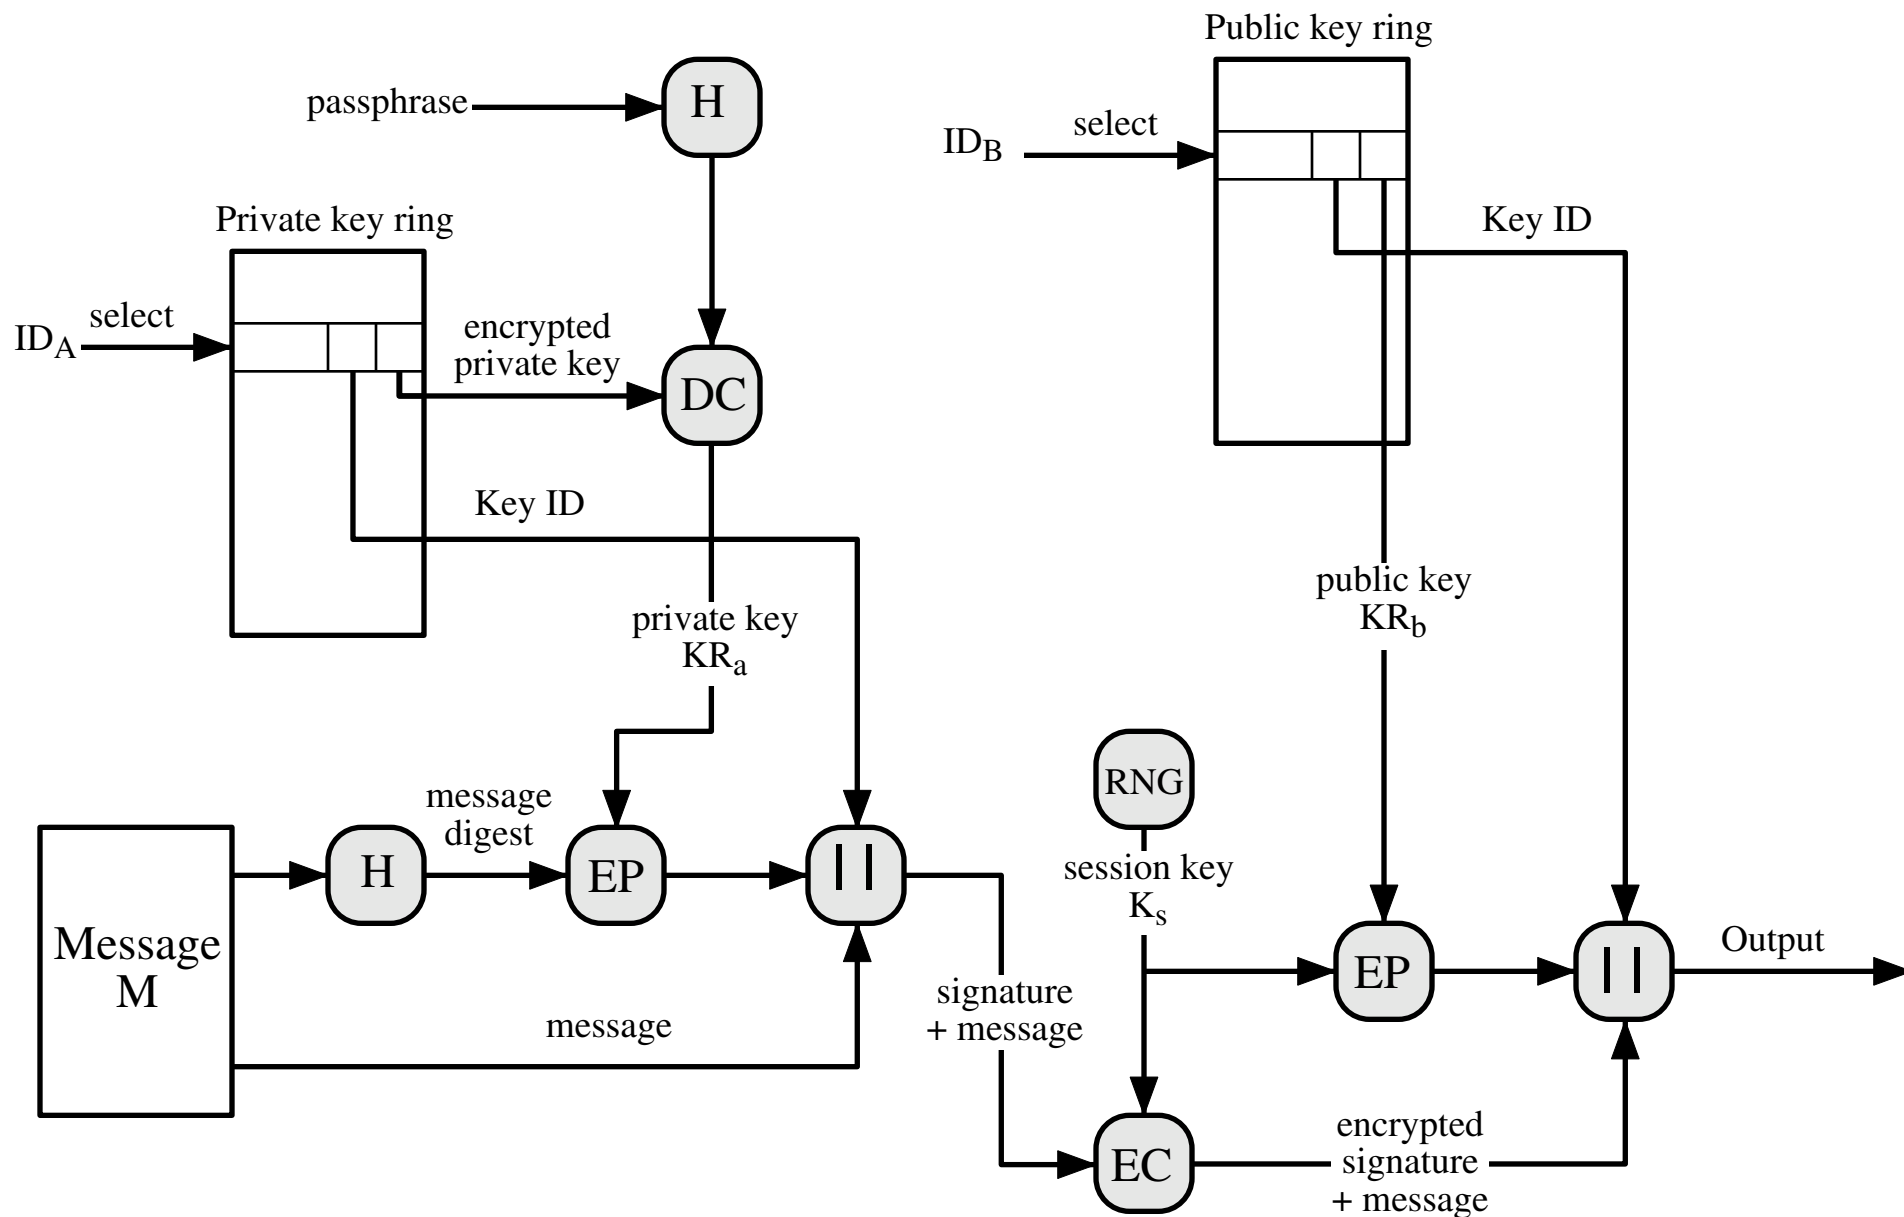 Public key ring
passphrase
H
ID_B
select
Private key ring
Key ID
ID_A
select
encrypted
private key
DC
Key ID
public key
KR_b
private key
KR_a
RNG
message
digest
session key
K_s
H
EP
||
Message
M
EP
||
Output
signature
+ message
message
EC
encrypted
signature
+ message